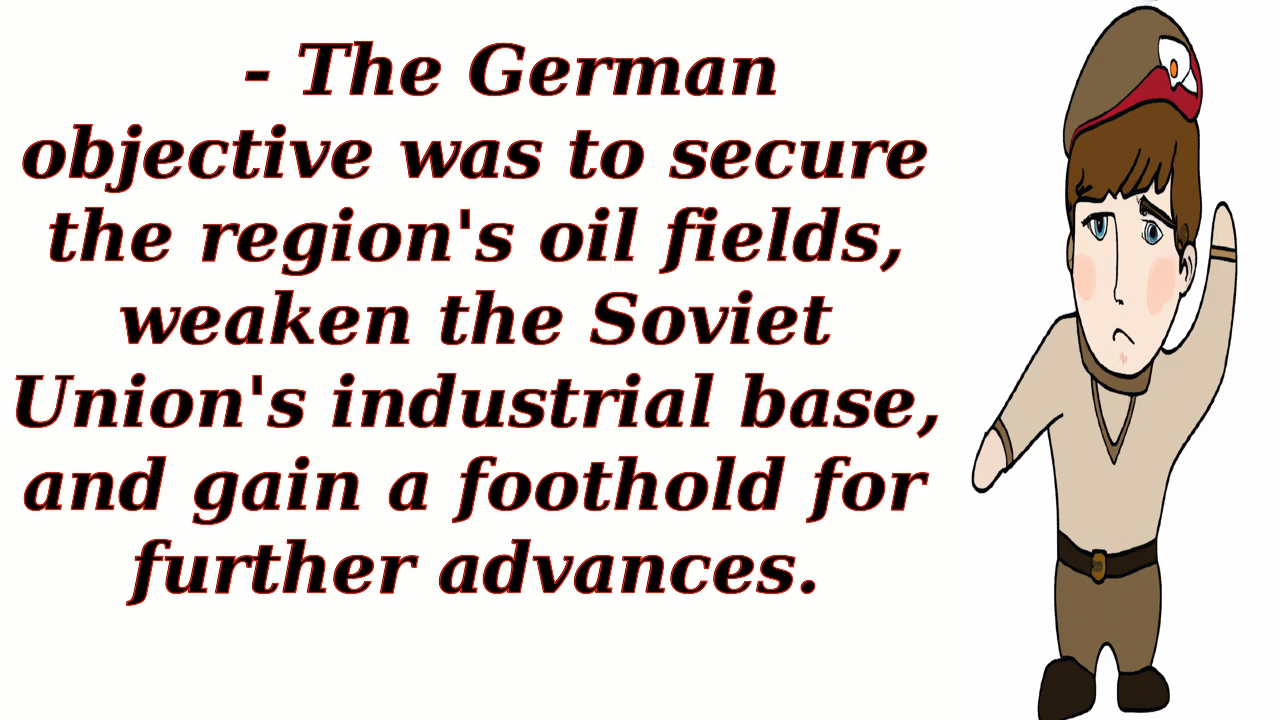 - The German
objective was to secure
the region's oil fields,
weaken the Soviet
Union's industrial base,
and gain a foothold for
further advances.